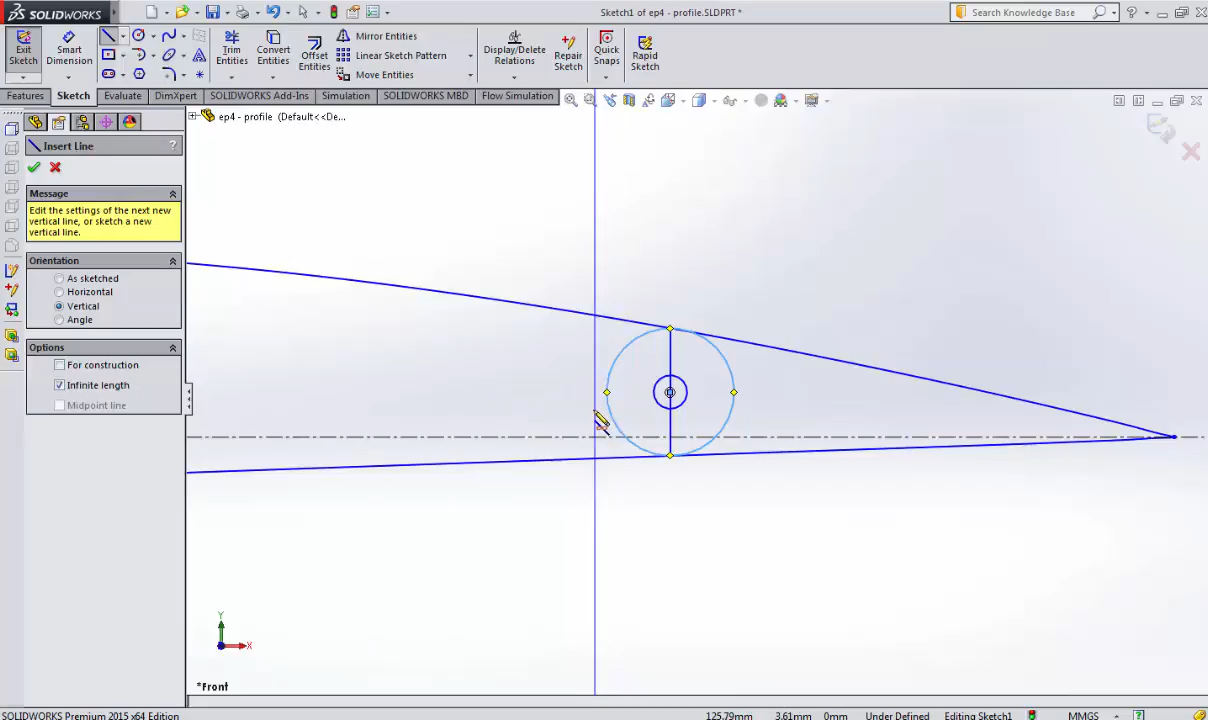 SOLIDWORKS
Sketch1 of ep4 - profile.SLDPRT *
Search Knowledge Base
Exit Sketch
Smart Dimension
Trim Entities
Convert Entities
Offset Entities
Mirror Entities
Linear Sketch Pattern
Move Entities
Display/Delete Relations
Repair Sketch
Quick Snaps
Rapid Sketch
Features
Sketch
Evaluate
DimXpert
SOLIDWORKS Add-Ins
Simulation
SOLIDWORKS MBD
Flow Simulation
ep4 - profile (Default<<De...
Insert Line
?
Message
Edit the settings of the next new
vertical line, or sketch a new
vertical line.
Orientation
As sketched
Horizontal
Vertical
Angle
Options
For construction
Infinite length
Midpoint line
Y
X
*Front
SOLIDWORKS Premium 2015 x64 Edition
125.79mm
3.61mm
0mm
Under Defined
Editing Sketch1
MMGS
?